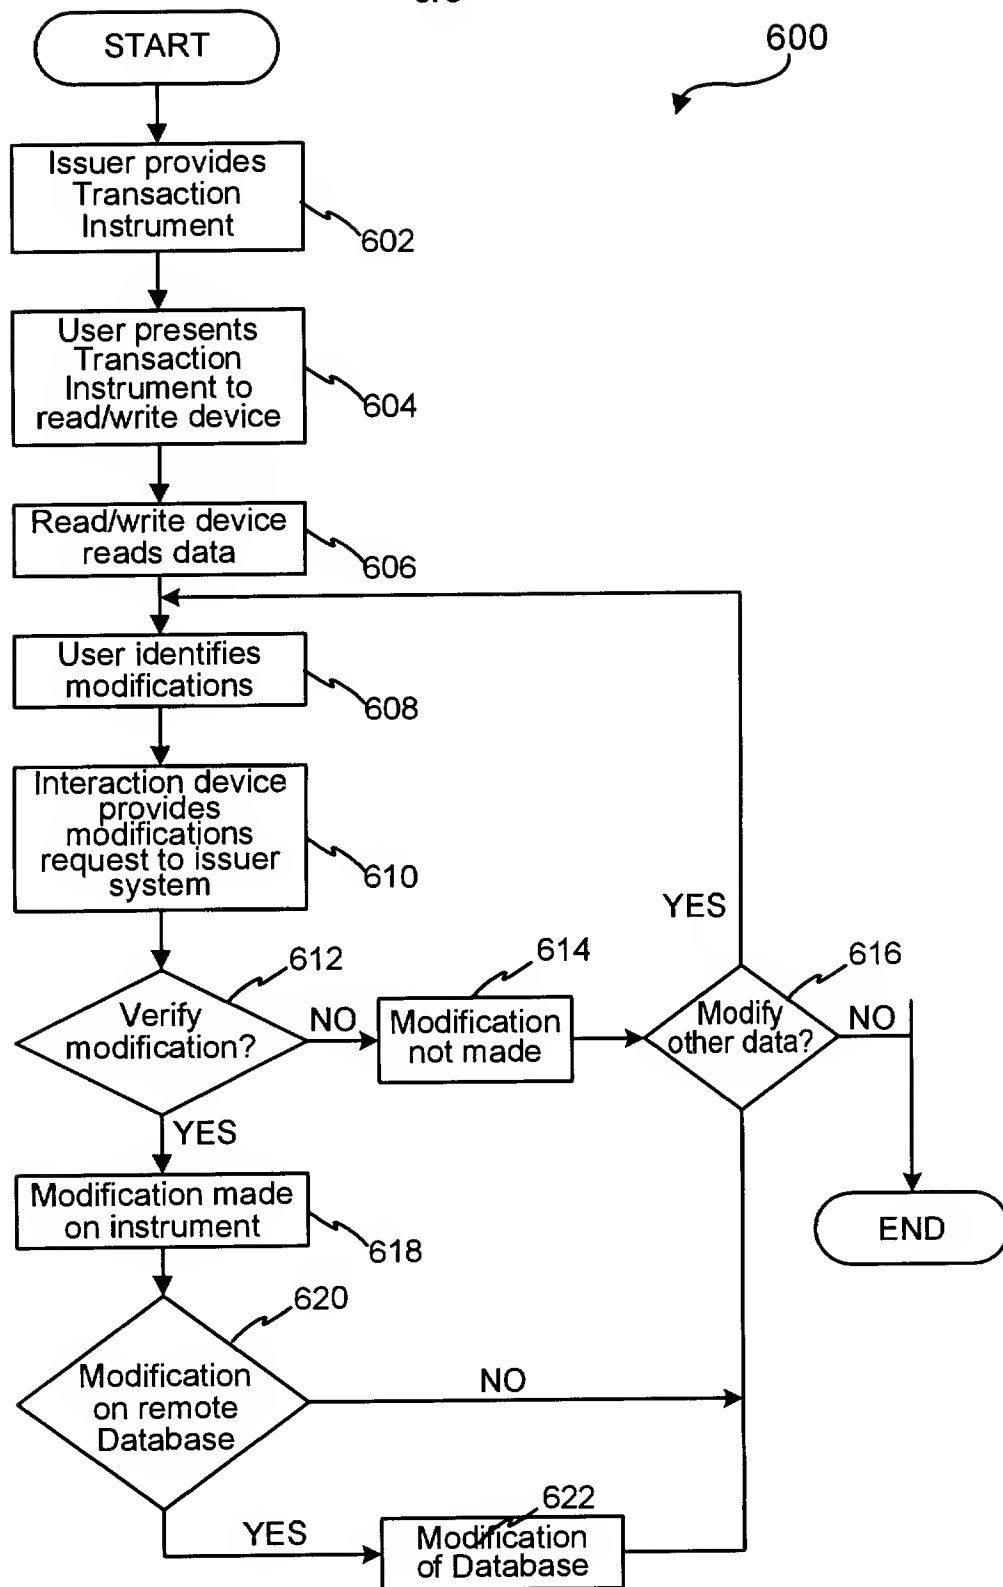 START
600
Issuer provides
Transaction
Instrument
602
User presents
Transaction
Instrument to
read/write device
604
Read/write device
reads data
606
User identifies
modifications
608
Interaction device
provides
modifications
request to issuer
system
610
YES
612
Verify
modification?
NO
614
Modification
not made
616
Modify
other data?
NO
YES
Modification made
on instrument
618
END
620
Modification
on remote
Database
NO
YES
622
Modification
of Database